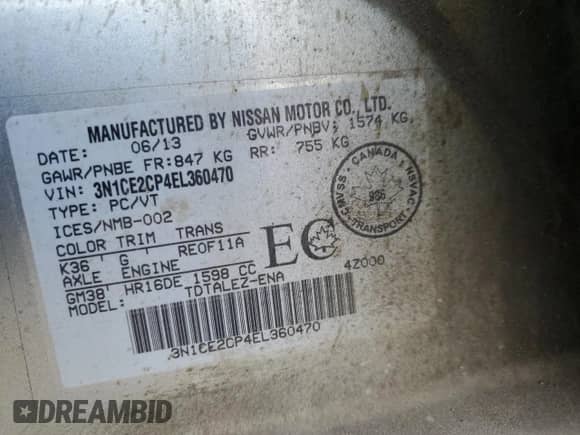 MANUFACTURED BY NISSAN MOTOR CO., LTD.
DATE: 06/13 GVWR/PNBV: 1574 KG
GAWR/PNBE FR:847 KG RR: 755 KG
VIN: 3N1CE2CP4EL360470
TYPE: PC/VT
ICES/NMB-002
COLOR TRIM TRANS
K36 G RE0F11A
AXLE ENGINE
GM38 HR16DE 1598 CC
MODEL: TDTALEZ-ENA 4Z000
3N1CE2CP4EL360470
EC
CMVSS · CANADA · NSVAC
936
TRANSPORT
DREAMBID